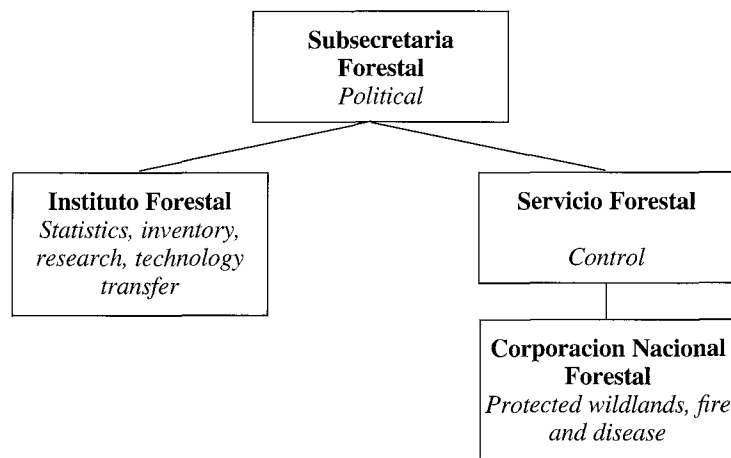 Subsecretaria
Forestal
Political
Instituto Forestal
Statistics, inventory,
research, technology
transfer
Servicio Forestal
Control
Corporacion Nacional
Forestal
Protected wildlands, fire
and disease